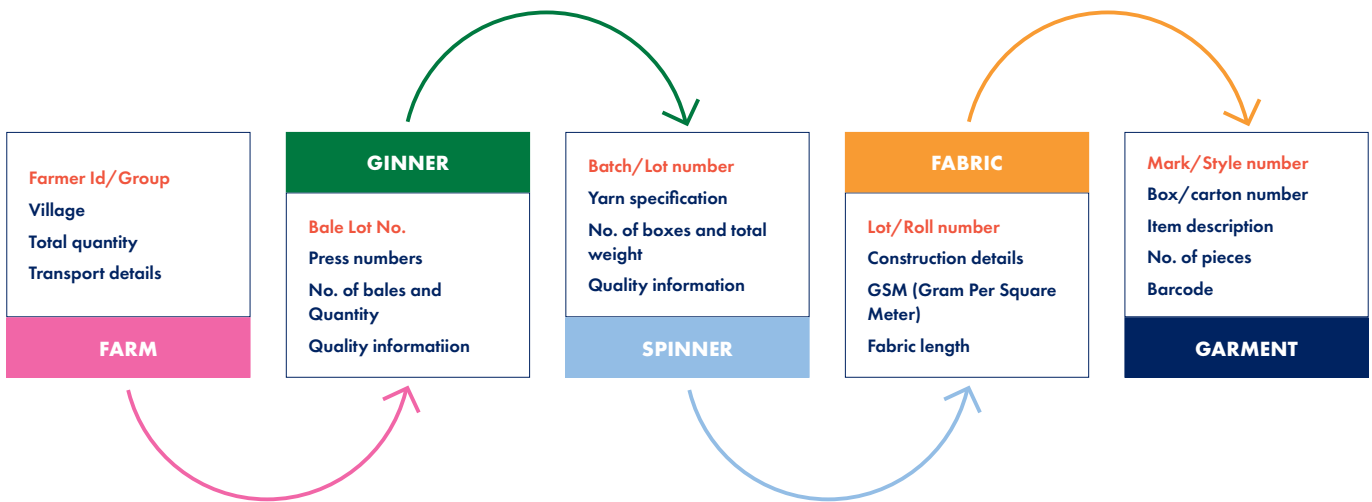 Farmer Id/Group
Village
Total quantity
Transport details
FARM
GINNER
Bale Lot No.
Press numbers
No. of bales and
Quantity
Quality informatiion
Batch/Lot number
Yarn specification
No. of boxes and total
weight
Quality information
SPINNER
FABRIC
Lot/Roll number
Construction details
GSM (Gram Per Square
Meter)
Fabric length
Mark/Style number
Box/carton number
Item description
No. of pieces
Barcode
GARMENT